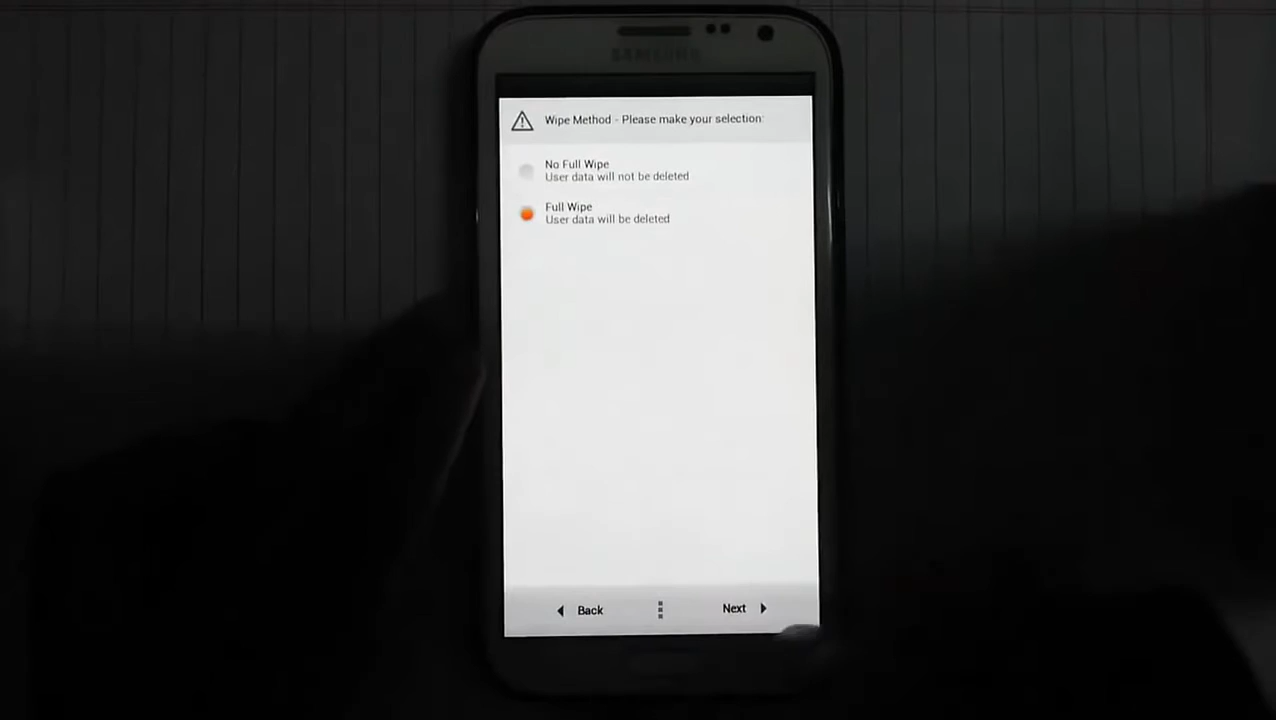 SAMSUNG
Wipe Method - Please make your selection:
No Full Wipe
User data will not be deleted
Full Wipe
User data will be deleted
Back
Next